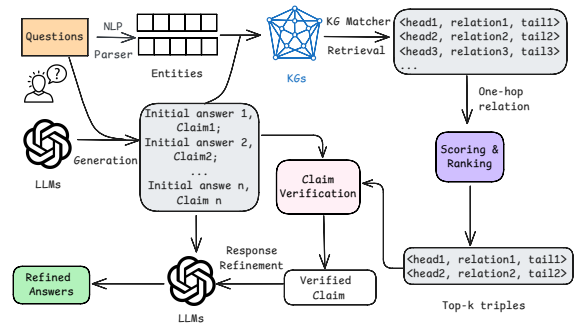 Questions
NLP
Parser
Entities
KGs
KG Matcher
Retrieval
<head1, relation1, tail1>
<head2, relation2, tail2>
<head3, relation3, tail3>
...
One-hop
relation
?
LLMs
Generation
Initial answer 1,
Claim1;
Initial answer 2,
Claim2;
...
Initial answe n,
Claim n
Claim
Verification
Scoring &
Ranking
<head1, relation1, tail1>
<head2, relation2, tail2>
Top-k triples
Verified
Claim
Response
Refinement
LLMs
Refined
Answers